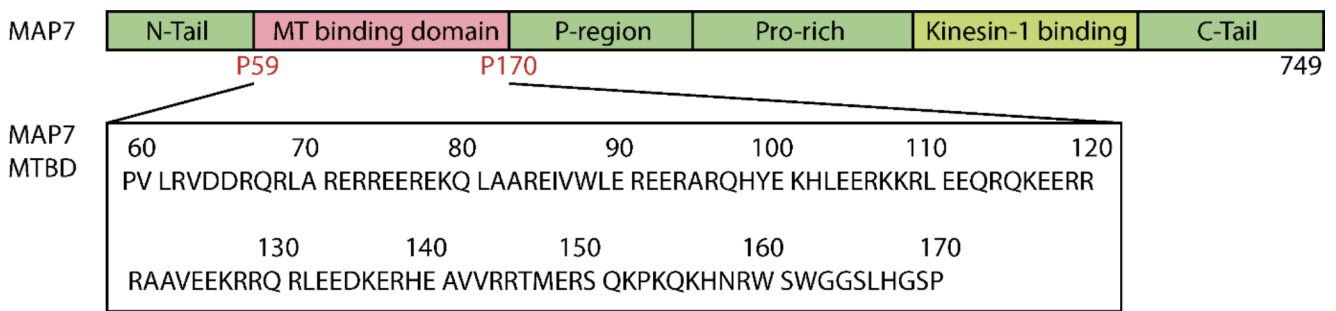 MAP7 N-Tail MT binding domain P-region Pro-rich Kinesin-1 binding C-Tail
P59 P170 749
MAP7
MTBD
60 70 80 90 100 110 120
PV LRVDDRQRLA RERREEREKQ LAAREIVWLE REERARQHYE KHLEERKKRL EEQRQKEERR
130 140 150 160 170
RAAVEEKRRQ RLEEDKERHE AVVRRTMERS QKPKQKHNRW SWGGSLHGSP